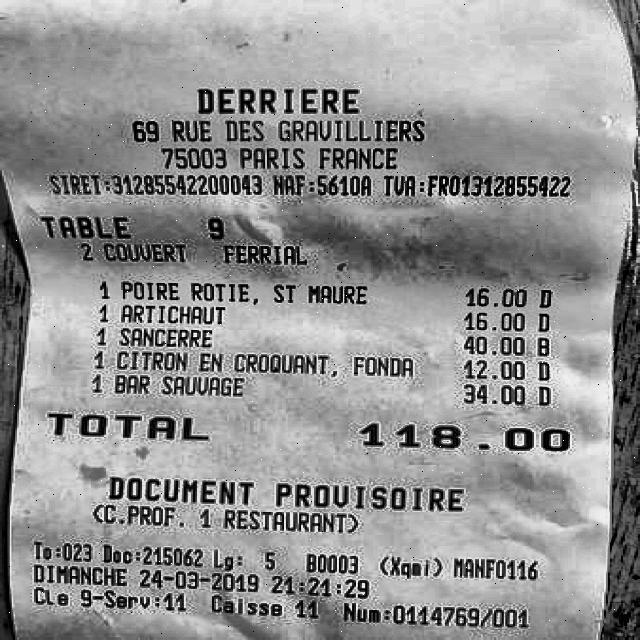 DERRIERE
69 RUE DES GRAVILLIERS
75003 PARIS FRANCE
SIRET:31285542200043 NAF:5610A TVA:FR01312855422
TABLE 9
2 COUVERT FERRIAL
1 POIRE ROTIE, ST MAURE 16.00 D
1 ARTICHAUT 16.00 D
1 SANCERRE 40.00 B
1 CITRON EN CROQUANT, FONDA 12.00 D
1 BAR SAUVAGE 34.00 D
TOTAL 118.00
DOCUMENT PROVISOIRE
(C.PROF. 1 RESTAURANT)
To:023 Doc:215062 Lg: 5 B0003 (Xqmi) MANF0116
DIMANCHE 24-03-2019 21:21:29
Cle 9-Serv:11 Caisse 11 Num:0114769/001